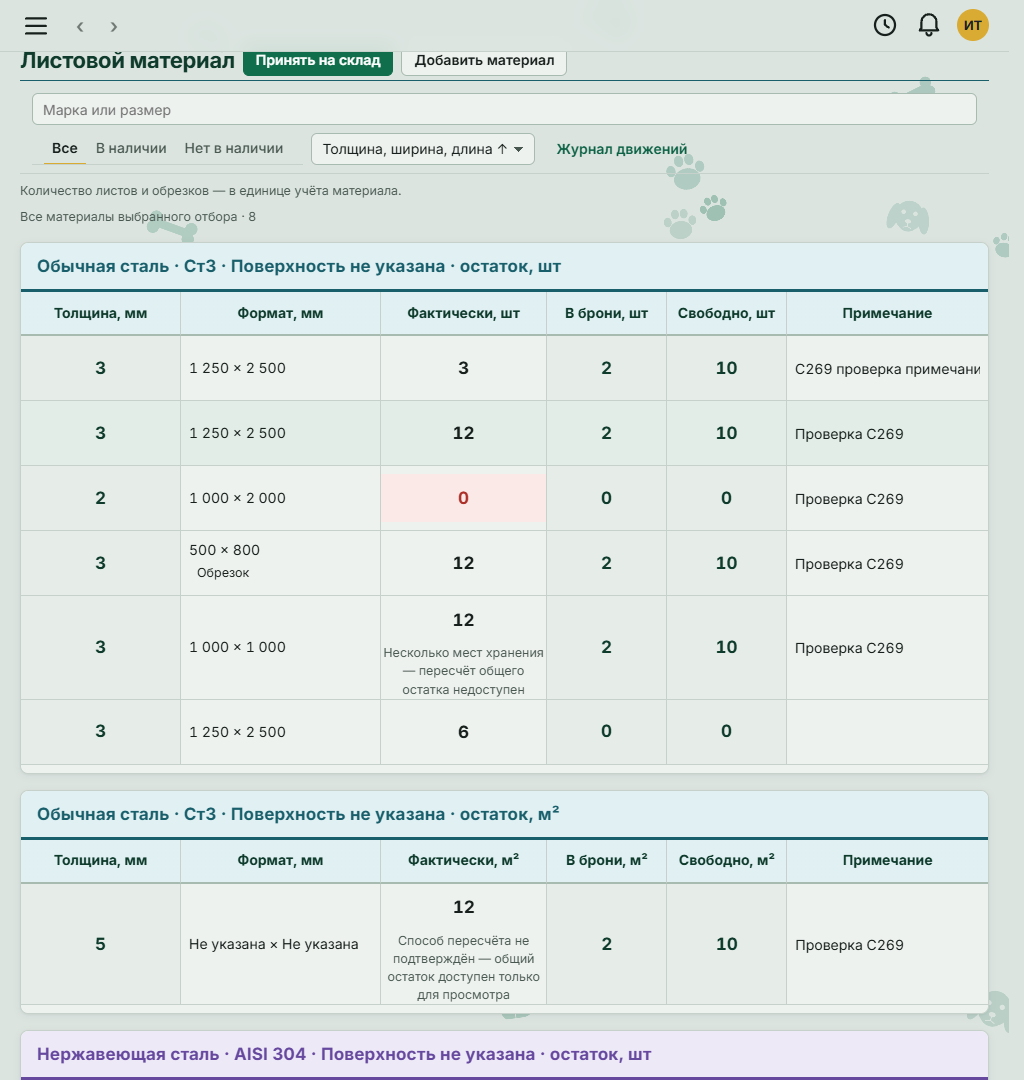 ИТ
Листовой материал Принять на склад Добавить материал
Марка или размер
Все В наличии Нет в наличии Толщина, ширина, длина ↑ Журнал движений
Количество листов и обрезков — в единице учёта материала.
Все материалы выбранного отбора · 8
Обычная сталь · Ст3 · Поверхность не указана · остаток, шт
Толщина, мм Формат, мм Фактически, шт В брони, шт Свободно, шт Примечание
3 1 250 × 2 500 3 2 10 С269 проверка примечани
3 1 250 × 2 500 12 2 10 Проверка С269
2 1 000 × 2 000 0 0 0 Проверка С269
3 500 × 800 12 2 10 Проверка С269
Обрезок
3 1 000 × 1 000 12 2 10 Проверка С269
Несколько мест хранения
— пересчёт общего
остатка недоступен
3 1 250 × 2 500 6 0 0
Обычная сталь · Ст3 · Поверхность не указана · остаток, м²
Толщина, мм Формат, мм Фактически, м² В брони, м² Свободно, м² Примечание
5 Не указана × Не указана 12 2 10 Проверка С269
Способ пересчёта не
подтверждён — общий
остаток доступен только
для просмотра
Нержавеющая сталь · AISI 304 · Поверхность не указана · остаток, шт